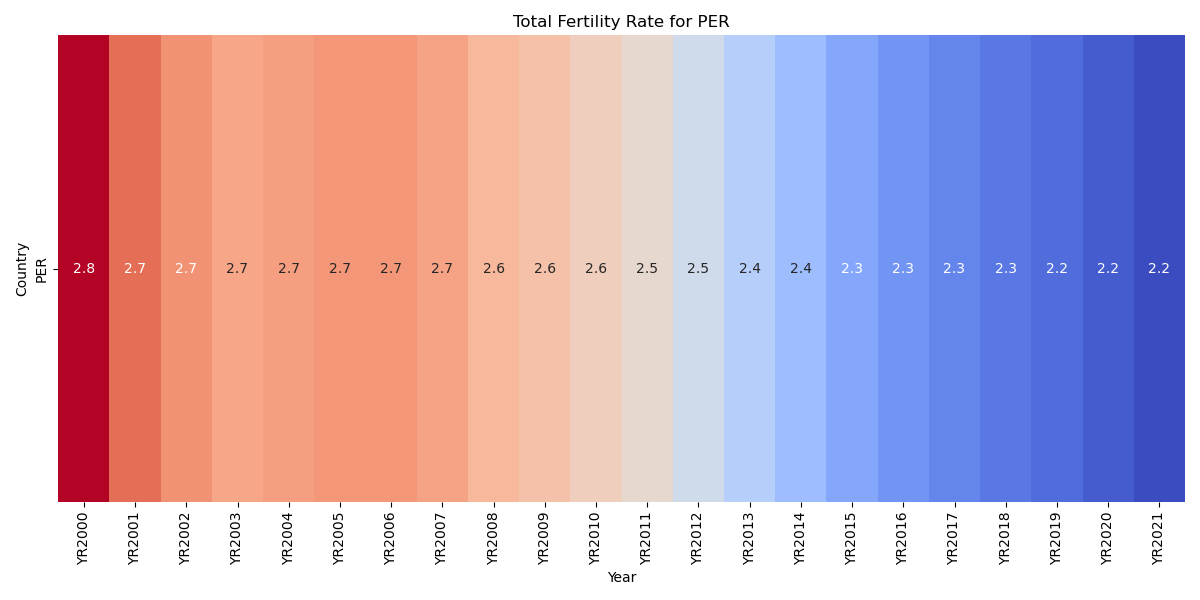 Total Fertility Rate for PER
Country
PER
2.8 2.7 2.7 2.7 2.7 2.7 2.7 2.7 2.6 2.6 2.6 2.5 2.5 2.4 2.4 2.3 2.3 2.3 2.3 2.2 2.2 2.2
YR2000 YR2001 YR2002 YR2003 YR2004 YR2005 YR2006 YR2007 YR2008 YR2009 YR2010 YR2011 YR2012 YR2013 YR2014 YR2015 YR2016 YR2017 YR2018 YR2019 YR2020 YR2021
Year